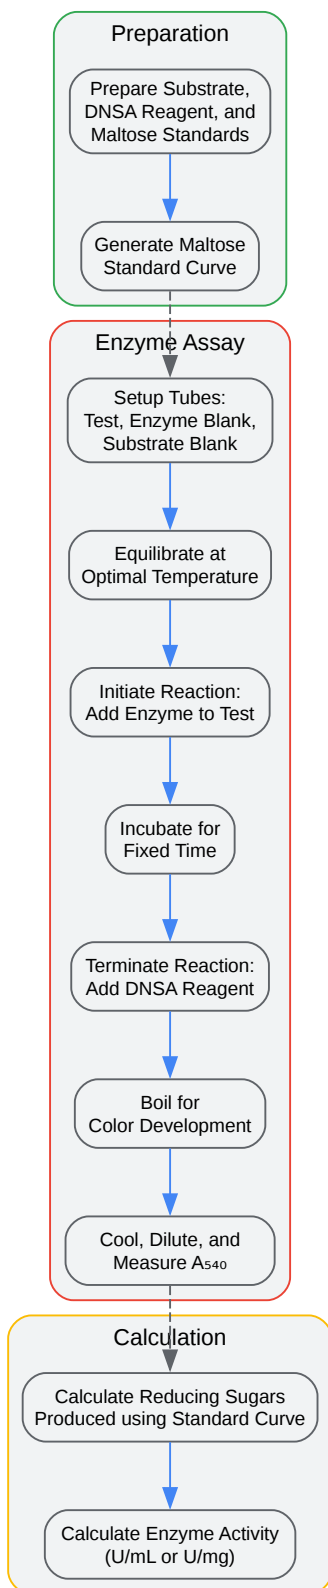 Preparation
Prepare Substrate,
DNSA Reagent, and
Maltose Standards
Generate Maltose
Standard Curve
Enzyme Assay
Setup Tubes:
Test, Enzyme Blank,
Substrate Blank
Equilibrate at
Optimal Temperature
Initiate Reaction:
Add Enzyme to Test
Incubate for
Fixed Time
Terminate Reaction:
Add DNSA Reagent
Boil for
Color Development
Cool, Dilute, and
Measure A₅₄₀
Calculation
Calculate Reducing Sugars
Produced using Standard Curve
Calculate Enzyme Activity
(U/mL or U/mg)